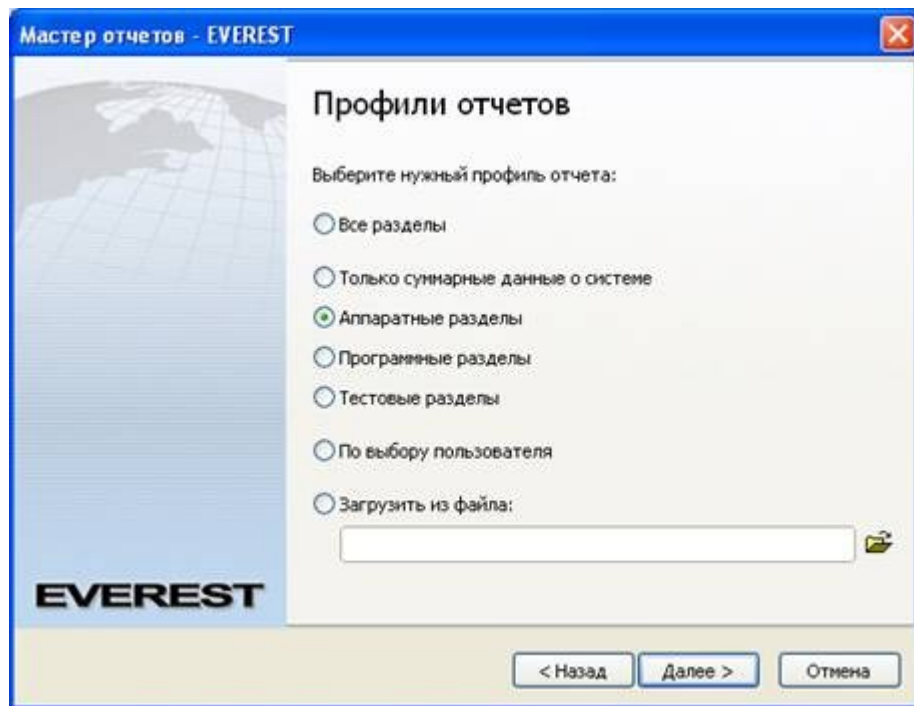 Мастер отчетов - EVEREST
Профили отчетов
Выберите нужный профиль отчета:
Все разделы
Только суммарные данные о системе
Аппаратные разделы
Программные разделы
Тестовые разделы
По выбору пользователя
Загрузить из файла:
EVEREST
< Назад
Далее >
Отмена